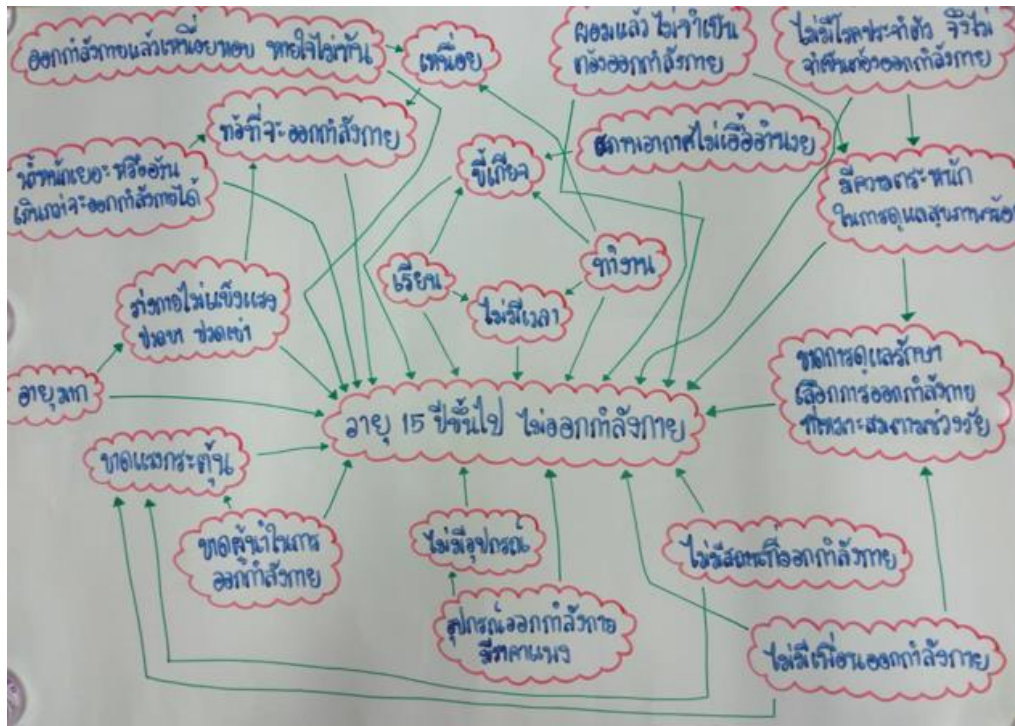 ออกกำลังกายแล้วเหนื่อยหอบ หายใจไม่ทัน
เหนื่อย
ผอมแล้ว ไม่จำเป็น
ต้องออกกำลังกาย
ไม่มีโรคประจำตัว จึงไม่
จำเป็นต้องออกกำลังกาย
ท้อที่จะออกกำลังกาย
สภาพอากาศไม่เอื้ออำนวย
ขี้เกียจ
น้ำหนักเยอะ หรืออ้วน
เกินกว่าจะออกกำลังกายได้
มีความตระหนัก
ในการดูแลสุขภาพน้อย
เรียน
ทำงาน
ไม่มีเวลา
ร่างกายไม่แข็งแรง
ปวดขา ปวดเข่า
อายุมาก
อายุ 15 ปีขึ้นไป ไม่ออกกำลังกาย
ขาดการดูแลรักษา
เลือกการออกกำลังกาย
ที่เหมาะสมตามช่วงวัย
ขาดแรงกระตุ้น
ขาดผู้นำในการ
ออกกำลังกาย
ไม่มีอุปกรณ์
ไม่มีสถานที่ออกกำลังกาย
อุปกรณ์ออกกำลังกาย
มีราคาแพง
ไม่มีเพื่อนออกกำลังกาย